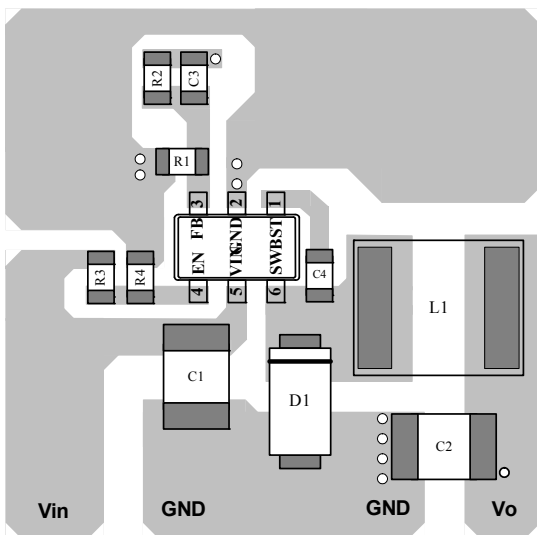 R2
C3
R1
3 2 1
FB GND BST
EN VIN SW
4 5 6
R3
R4
C4
L1
C1
D1
C2
Vin
GND
GND
Vo